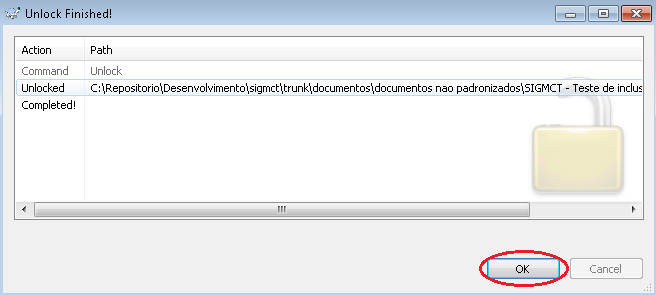 Unlock Finished!
Action Path
Command Unlock
Unlocked C:\Repositorio\Desenvolvimento\sigmct\trunk\documentos\documentos nao padronizados\SIGMCT - Teste de inclus
Completed!
OK Cancel